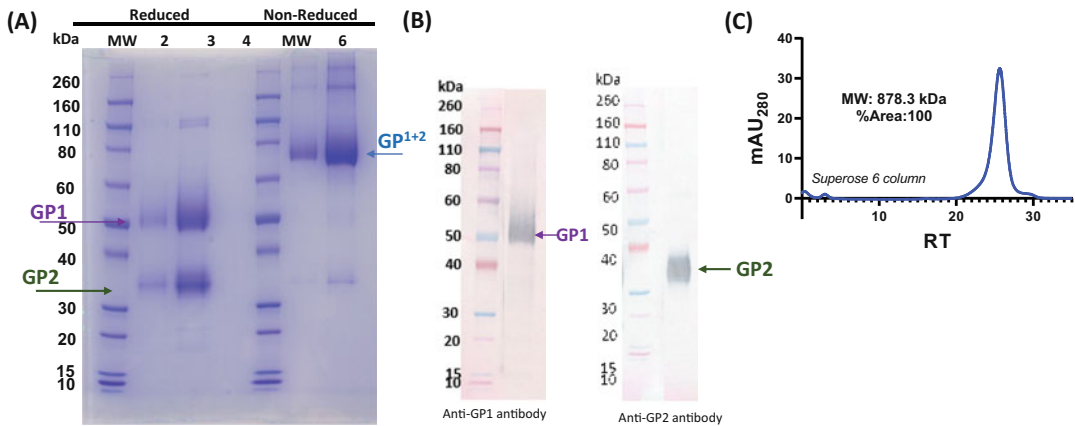 (A)
Reduced
Non-Reduced
kDa
MW 2 3 4 MW 6
260
160
110
80
60
50
40
30
20
15
10
GP1
GP2
GP1+2
(B)
kDa
260
160
110
80
60
50
40
30
20
15
10
GP1
Anti-GP1 antibody
kDa
260
160
110
80
60
50
40
30
20
15
10
GP2
Anti-GP2 antibody
(C)
mAU280
40
30
20
10
0
MW: 878.3 kDa
%Area:100
Superose 6 column
10 20 30
RT